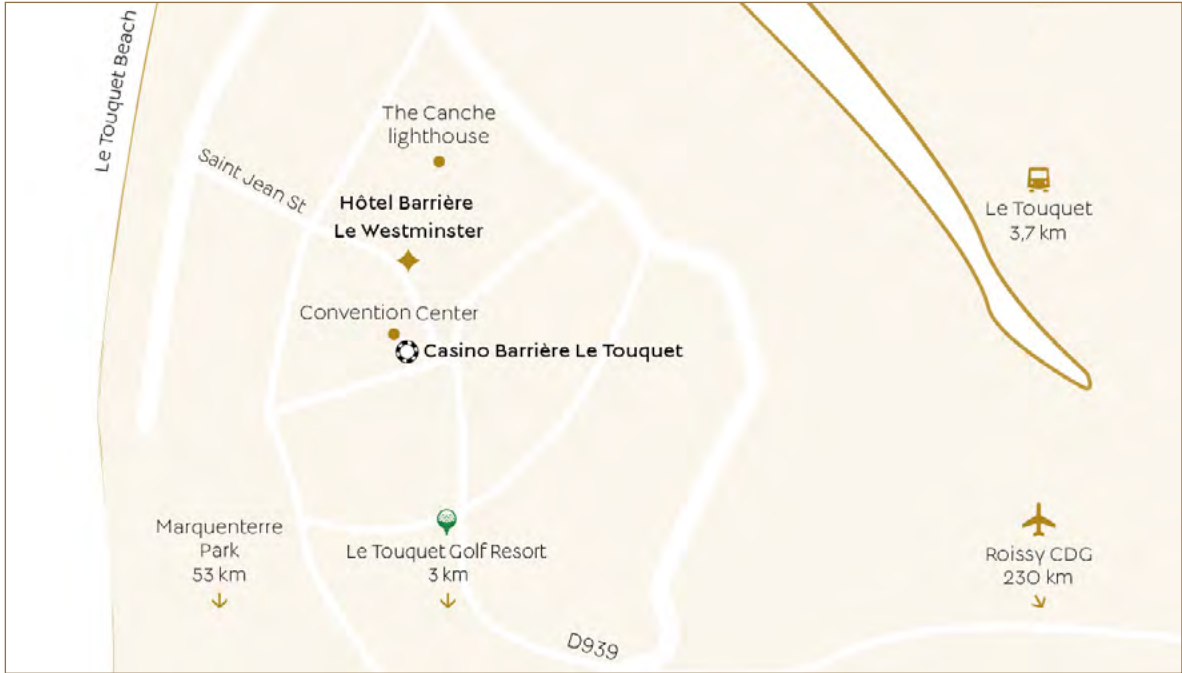 Le Touquet Beach
The Canche
lighthouse
Saint Jean St
Hôtel Barrière
Le Westminster
Le Touquet
3,7 km
Convention Center
Casino Barrière Le Touquet
Marquenterre
Park
53 km
Le Touquet Golf Resort
3 km
Roissy CDG
230 km
D939